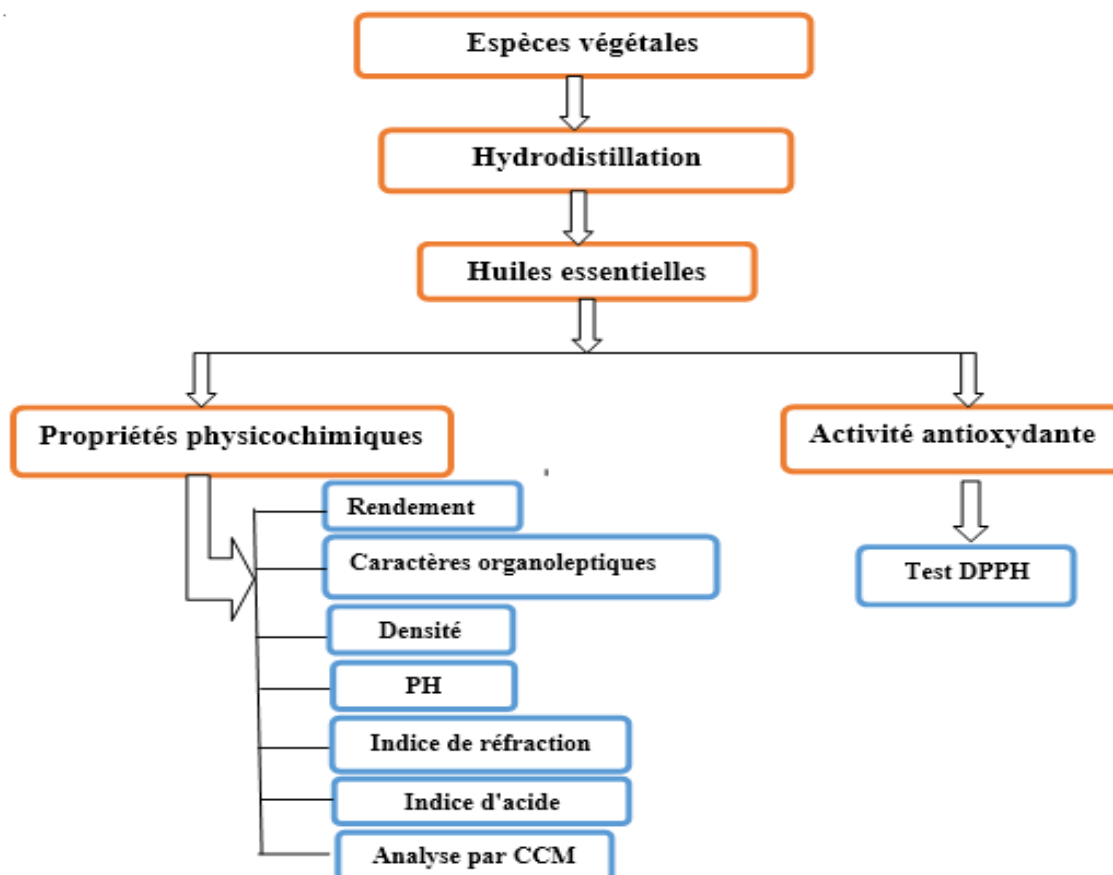 Espèces végétales
Hydrodistillation
Huiles essentielles
Propriétés physicochimiques
Activité antioxydante
Rendement
Caractères organoleptiques
Test DPPH
Densité
PH
Indice de réfraction
Indice d'acide
Analyse par CCM